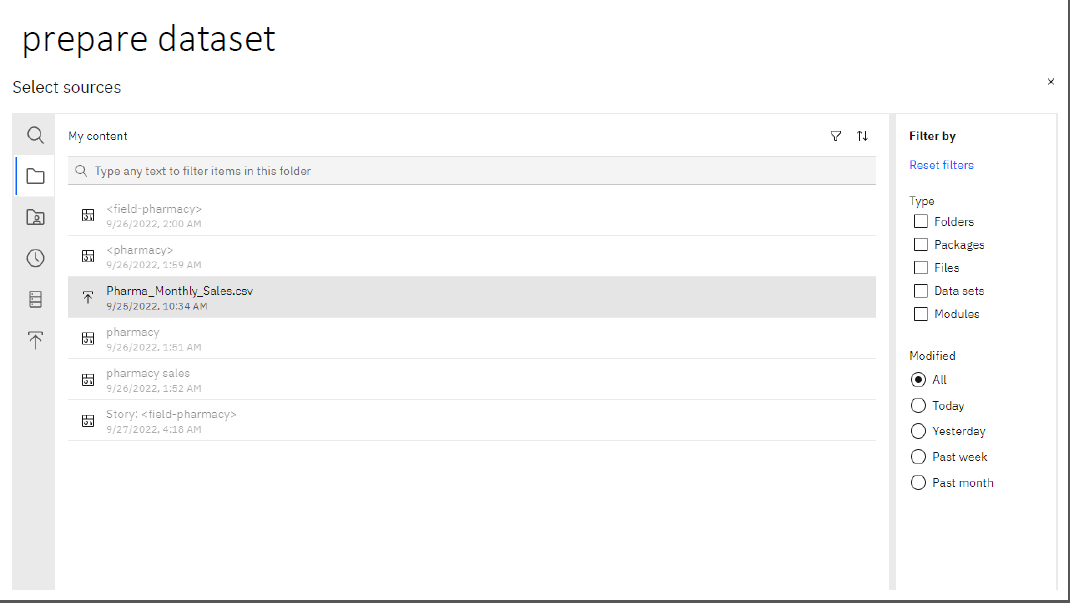 prepare dataset
Select sources
My content
Type any text to filter items in this folder
<field-pharmacy>
9/26/2022, 2:00 AM
<pharmacy>
9/26/2022, 1:59 AM
Pharma_Monthly_Sales.csv
9/25/2022, 10:34 AM
pharmacy
9/26/2022, 1:51 AM
pharmacy sales
9/26/2022, 1:52 AM
Story: <field-pharmacy>
9/27/2022, 4:18 AM
Filter by
Reset filters
Type
Folders
Packages
Files
Data sets
Modules
Modified
All
Today
Yesterday
Past week
Past month